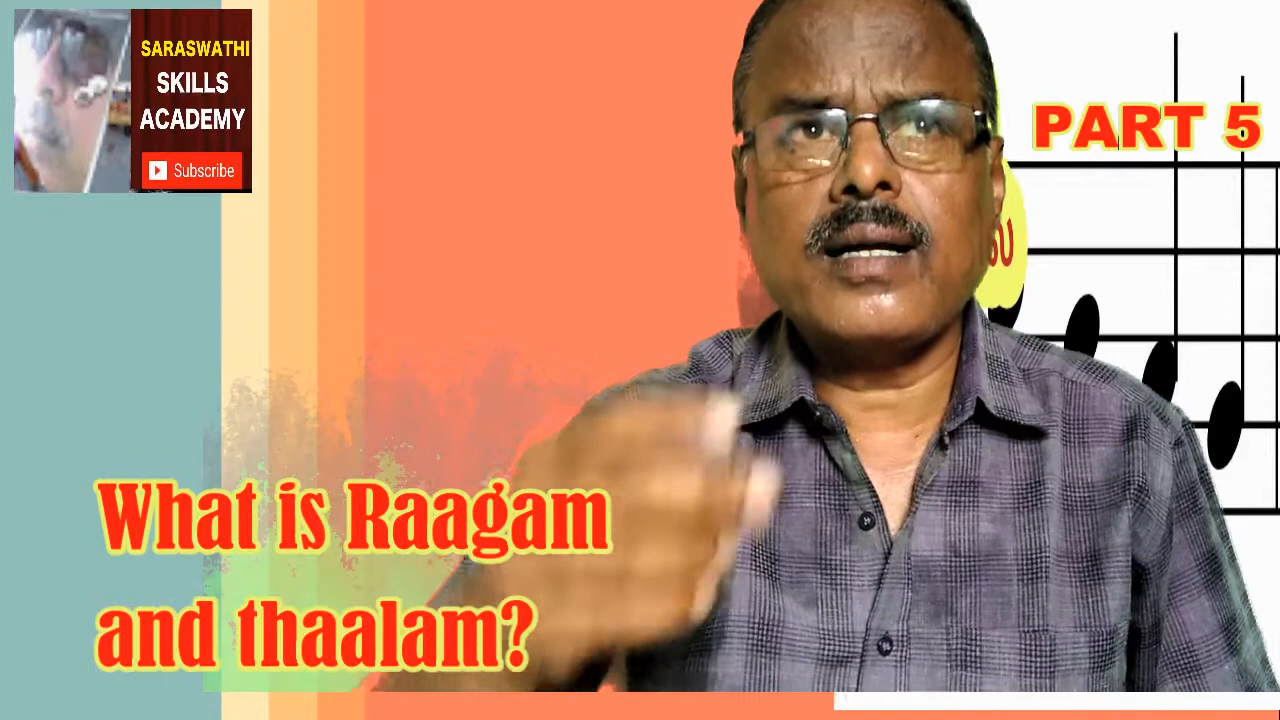 SARASWATHI
SKILLS
ACADEMY
Subscribe
PART 5
What is Raagam
and thaalam?